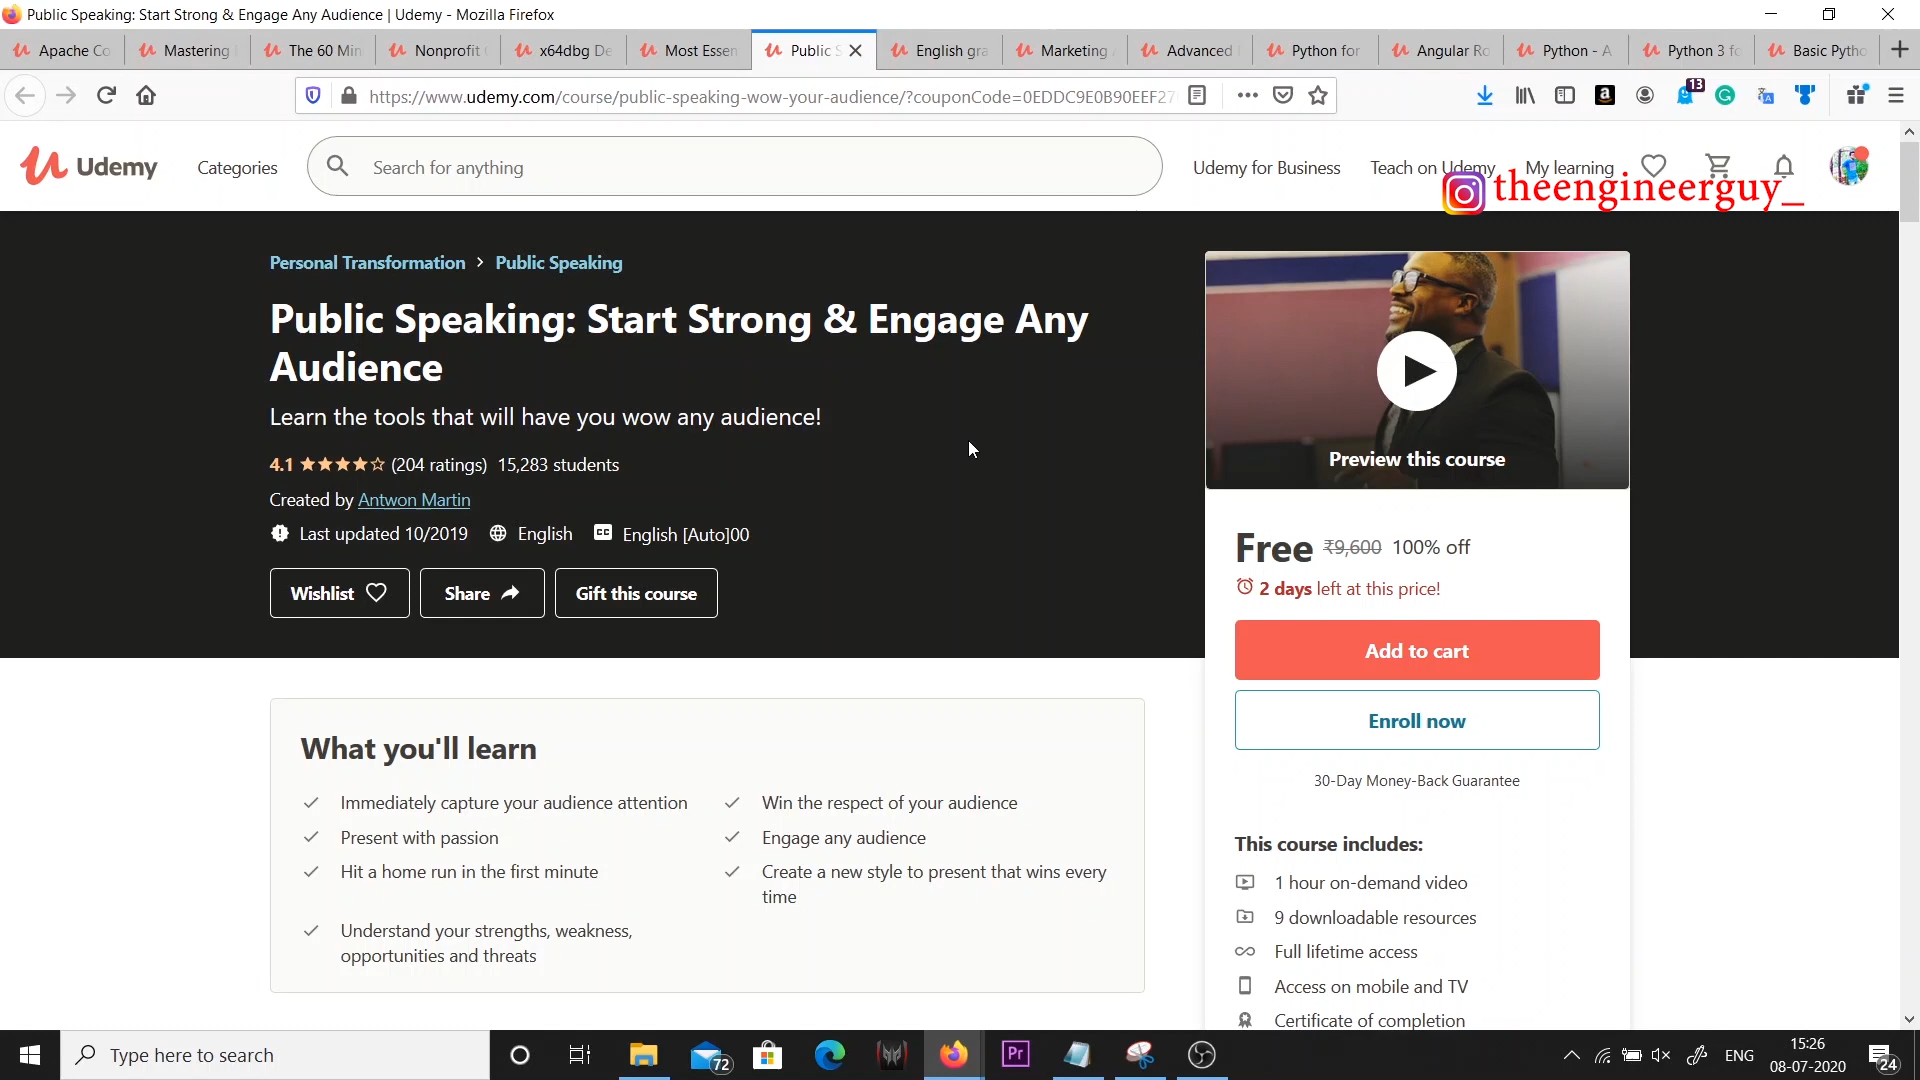 Public Speaking: Start Strong & Engage Any Audience | Udemy - Mozilla Firefox
Apache Co
Mastering
The 60 Min
Nonprofit
x64dbg De
Most Essen
Public S
English gra
Marketing
Advanced
Python for
Angular Ro
Python - A
Python 3 fo
Basic Pytho
https://www.udemy.com/course/public-speaking-wow-your-audience/?couponCode=0EDDC9E0B90EEF27
13
Udemy
Categories
Search for anything
Udemy for Business
Teach on Udemy
My learning
theengineerguy_
Personal Transformation > Public Speaking
Public Speaking: Start Strong & Engage Any
Audience
Learn the tools that will have you wow any audience!
4.1 (204 ratings) 15,283 students
Created by Antwon Martin
Last updated 10/2019 English CC English [Auto]00
Wishlist
Share
Gift this course
Preview this course
Free ₹9,600 100% off
2 days left at this price!
Add to cart
Enroll now
30-Day Money-Back Guarantee
This course includes:
1 hour on-demand video
9 downloadable resources
Full lifetime access
Access on mobile and TV
Certificate of completion
What you'll learn
Immediately capture your audience attention
Win the respect of your audience
Present with passion
Engage any audience
Hit a home run in the first minute
Create a new style to present that wins every
time
Understand your strengths, weakness,
opportunities and threats
Type here to search
72
Pr
ENG
15:26
08-07-2020
24